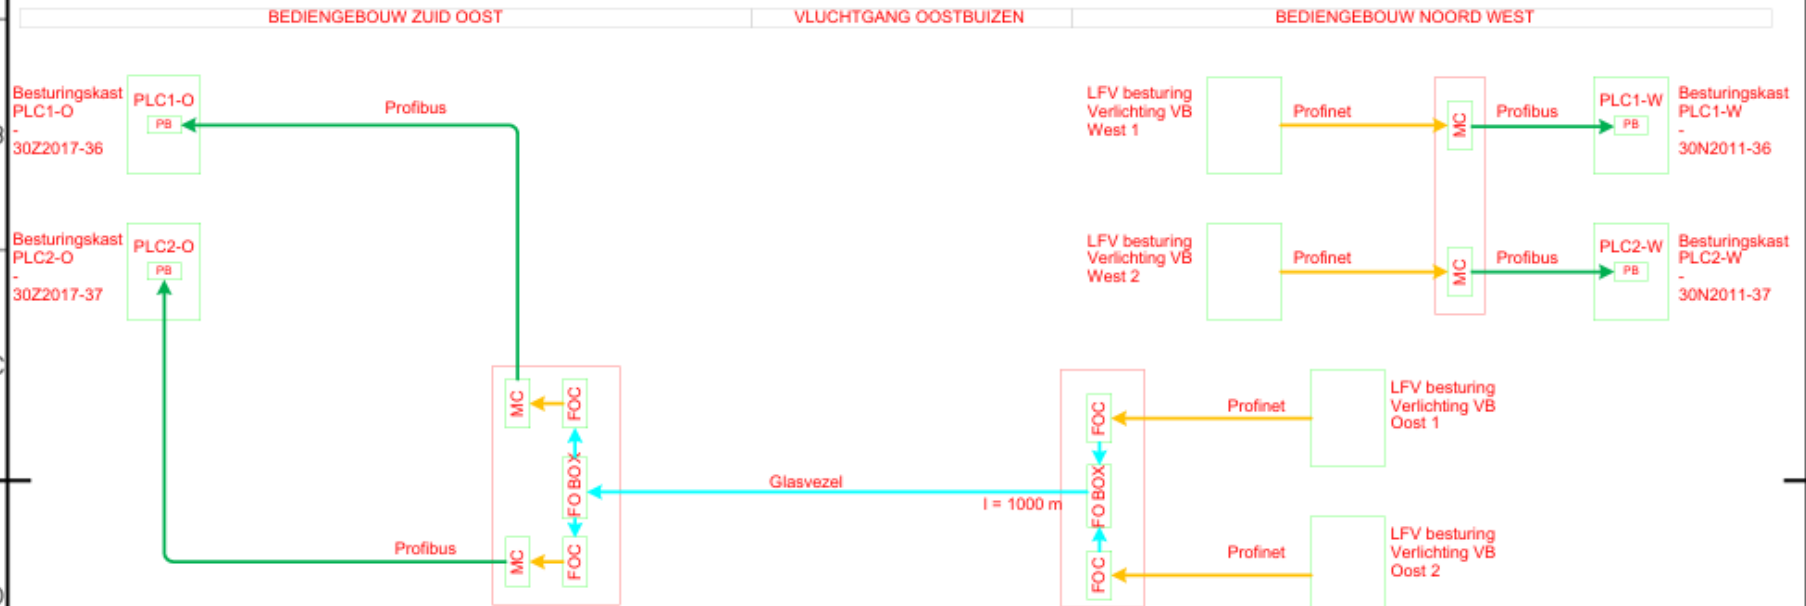 BEDIENGEBOUW ZUID OOST
VLUCHTGANG OOSTBUIZEN
BEDIENGEBOUW NOORD WEST
Besturingskast
PLC1-O
-
30Z2017-36
PLC1-O
PB
Profibus
LFV besturing
Verlichting VB
West 1
Profinet
MC
Profibus
PLC1-W
PB
Besturingskast
PLC1-W
-
30N2011-36
Besturingskast
PLC2-O
-
30Z2017-37
PLC2-O
PB
LFV besturing
Verlichting VB
West 2
Profinet
MC
Profibus
PLC2-W
PB
Besturingskast
PLC2-W
-
30N2011-37
MC
FOC
FOC
Profinet
LFV besturing
Verlichting VB
Oost 1
FO BOX
Glasvezel
l = 1000 m
FO BOX
Profibus
MC
FOC
FOC
Profinet
LFV besturing
Verlichting VB
Oost 2